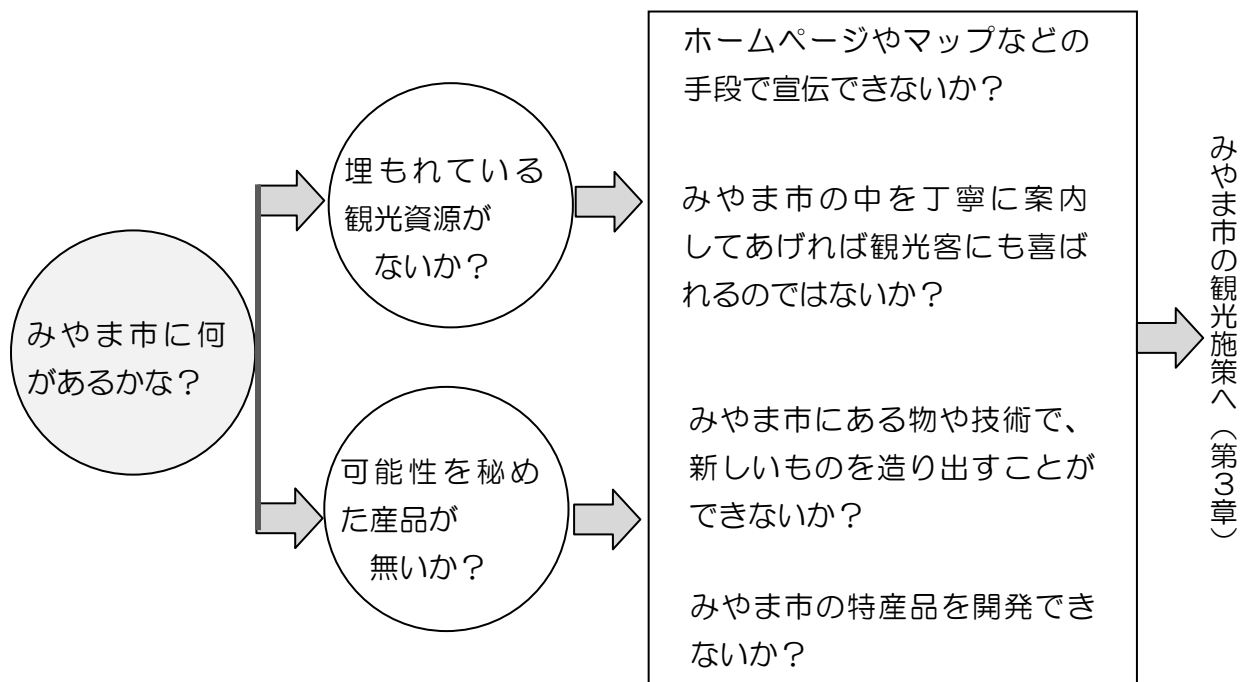 みやま市に何
があるかな？
埋もれている
観光資源が
ないか？
可能性を秘め
た産品が
無いか？
ホームページやマップなどの
手段で宣伝できないか？
みやま市の中を丁寧に案内
してあげれば観光客にも喜ば
れるのではないか？
みやま市にある物や技術で、
新しいものを造り出すことが
できないか？
みやま市の特産品を開発でき
ないか？
みやま市の観光施策へ（第３章）